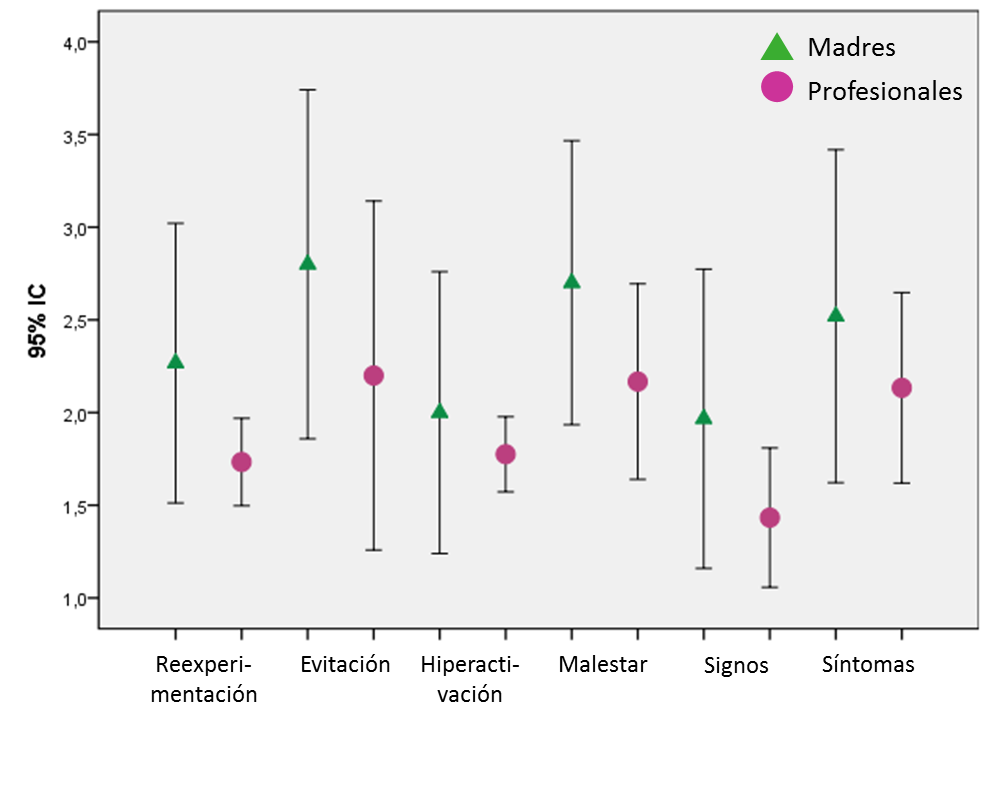 Madres
Profesionales
95% IC
4,0
3,5
3,0
2,5
2,0
1,5
1,0
Reexperi-
mentación
Evitación
Hiperacti-
vación
Malestar
Signos
Síntomas